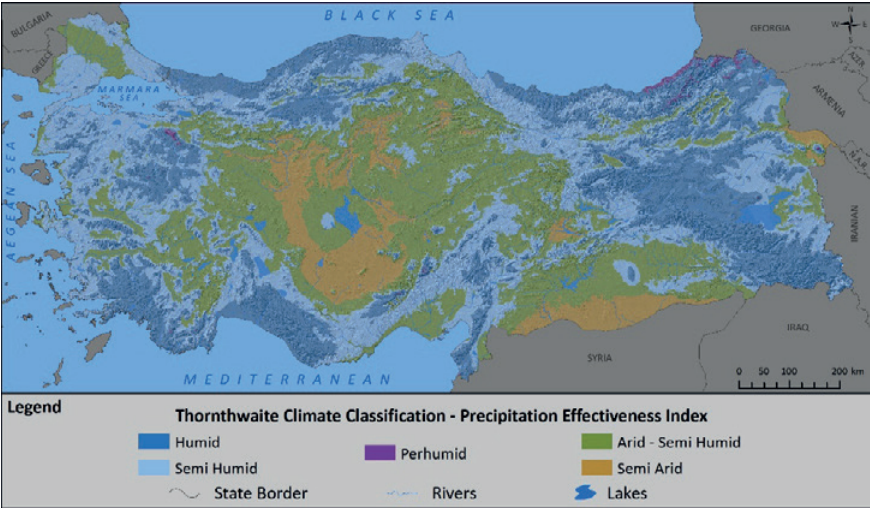 BLACK SEA
BULGARIA
GEORGIA
N
W E
S
GREECE
AZER.
MARMARA
SEA
ARMENIA
N.A.R.
AEGEAN SEA
IRANIAN
IRAQ
SYRIA
MEDITERRANEAN
0 50 100 200 km
Legend
Thornthwaite Climate Classification - Precipitation Effectiveness Index
Humid
Perhumid
Arid - Semi Humid
Semi Humid
Semi Arid
State Border
Rivers
Lakes